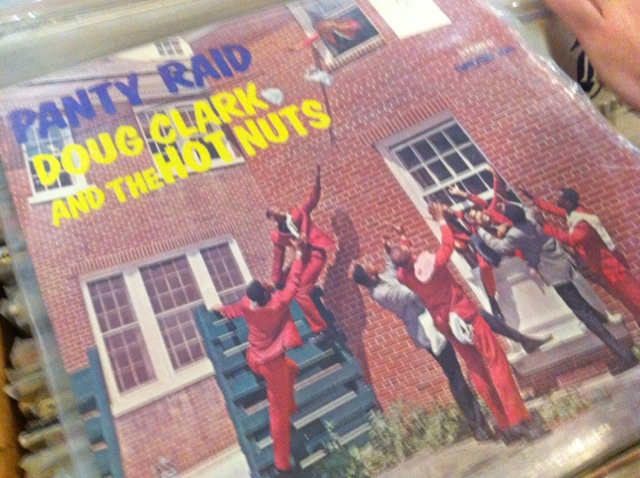 PANTY RAID
DOUG CLARK
AND THE HOT NUTS